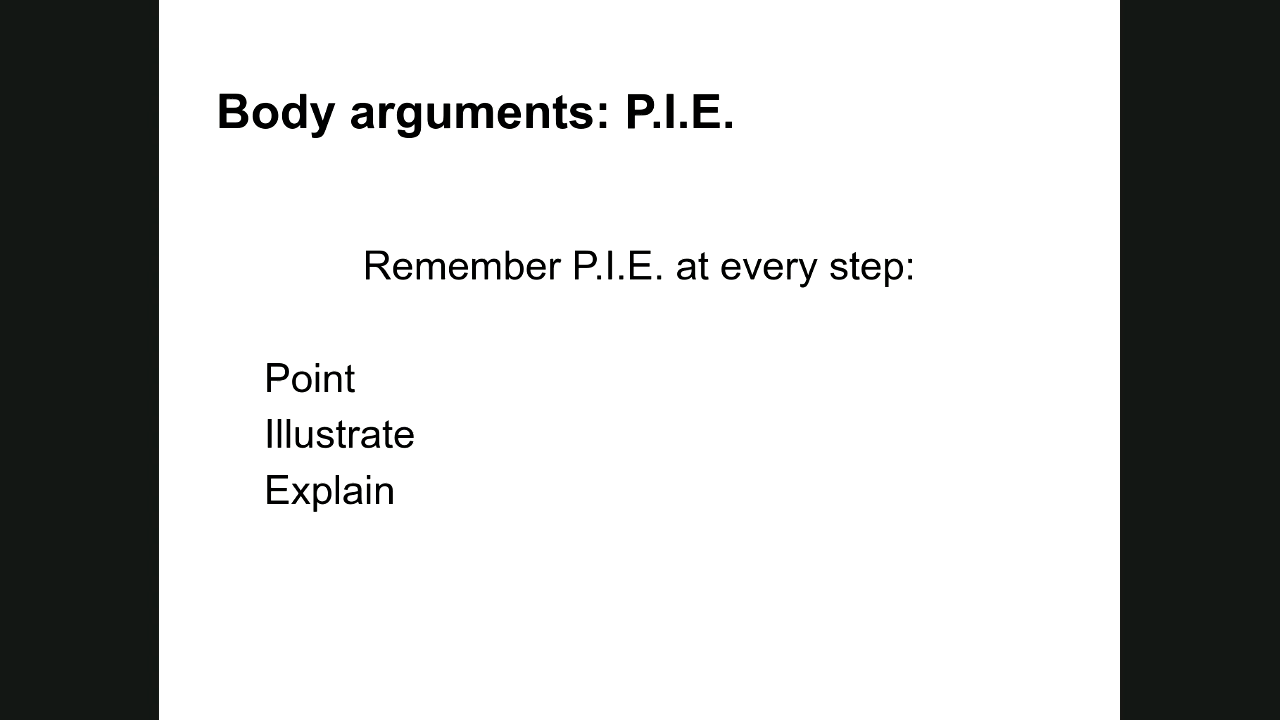 Body arguments: P.I.E.
Remember P.I.E. at every step:
Point
Illustrate
Explain